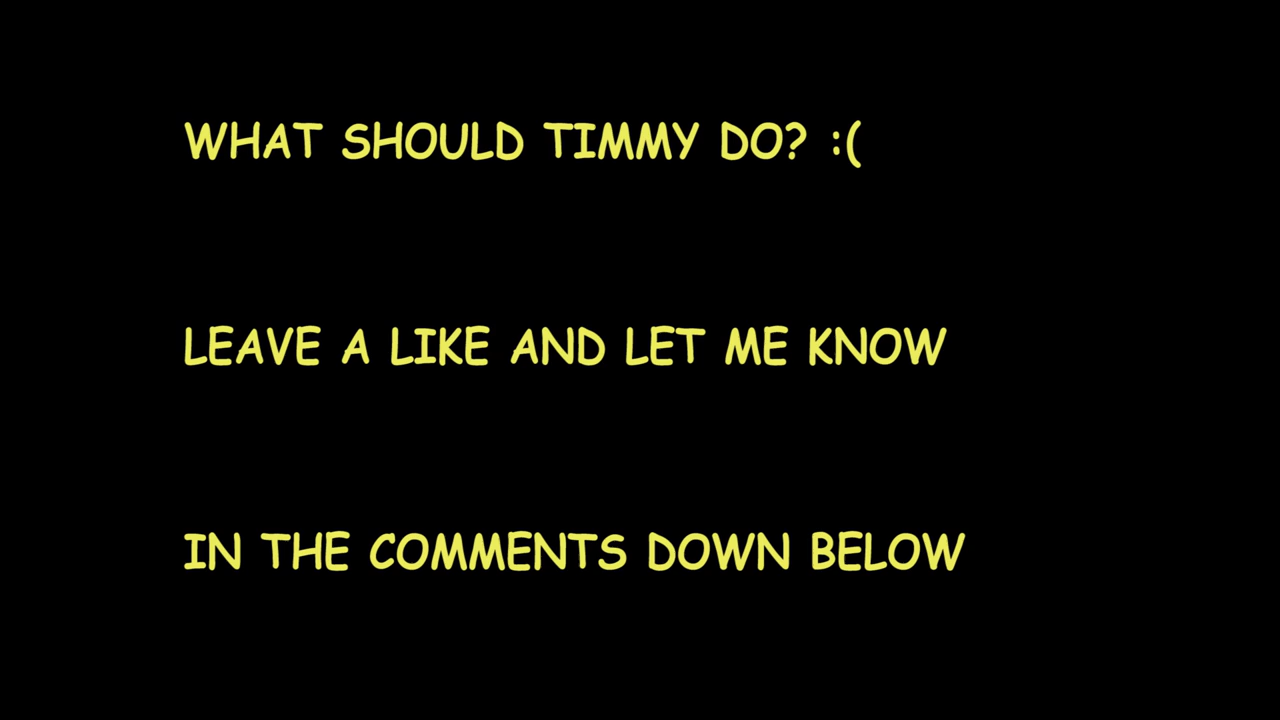 WHAT SHOULD TIMMY DO? :(
LEAVE A LIKE AND LET ME KNOW
IN THE COMMENTS DOWN BELOW